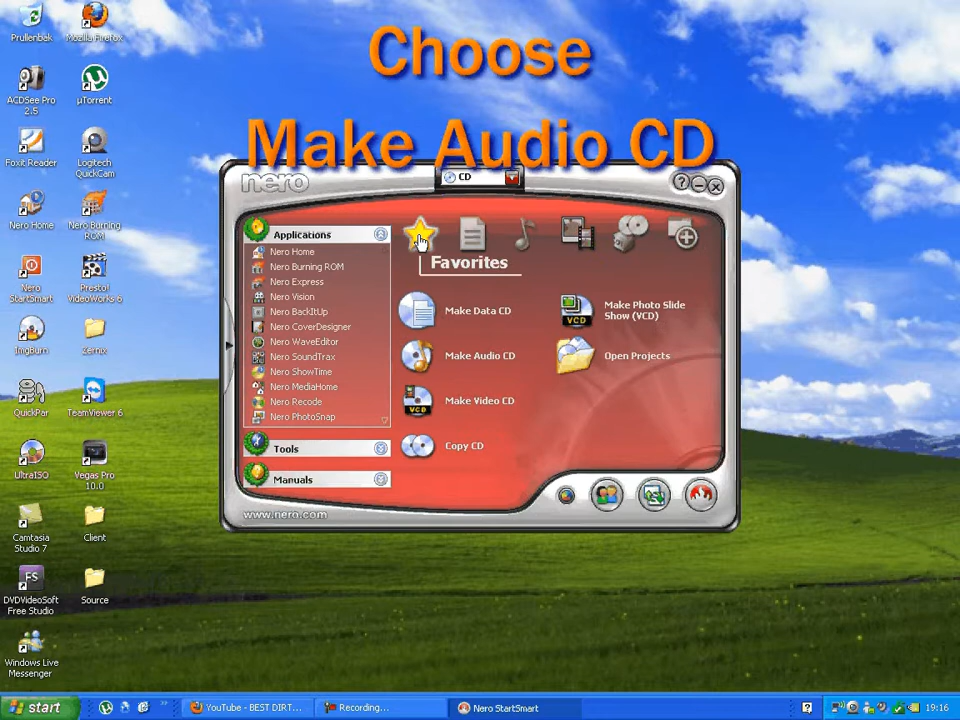 Choose
Make Audio CD
Prullenbak
Mozilla Firefox
ACDSee Pro
2.5
µTorrent
Foxit Reader
Logitech
QuickCam
Nero Home
Nero Burning
ROM
Nero
StartSmart
Presto!
VideoWorks 6
ImgBurn
QuickPar
TeamViewer 6
UltraISO
Vegas Pro
10.0
Camtasia
Studio 7
Client
FS
DVDVideoSoft
Free Studio
Source
Windows Live
Messenger
nero
CD
Applications
Nero Home
Nero Burning ROM
Nero Express
Nero Vision
Nero BackItUp
Nero CoverDesigner
Nero WaveEditor
Nero SoundTrax
Nero ShowTime
Nero MediaHome
Nero Recode
Nero PhotoSnap
Tools
Manuals
Favorites
Make Data CD
Make Audio CD
VCD
Make Video CD
Copy CD
VCD
Make Photo Slide
Show (VCD)
Open Projects
www.nero.com
start
YouTube - BEST DIRT...
Recording...
Nero StartSmart
19:16